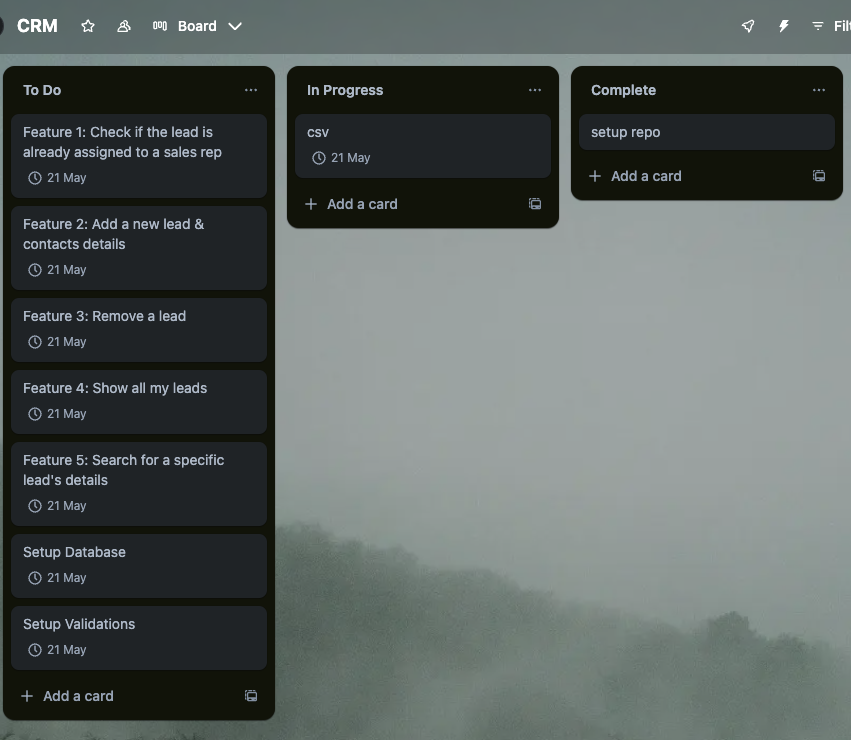 CRM
Board
Filt
To Do
Feature 1: Check if the lead is
already assigned to a sales rep
21 May
Feature 2: Add a new lead &
contacts details
21 May
Feature 3: Remove a lead
21 May
Feature 4: Show all my leads
21 May
Feature 5: Search for a specific
lead's details
21 May
Setup Database
21 May
Setup Validations
21 May
Add a card
In Progress
csv
21 May
Add a card
Complete
setup repo
Add a card